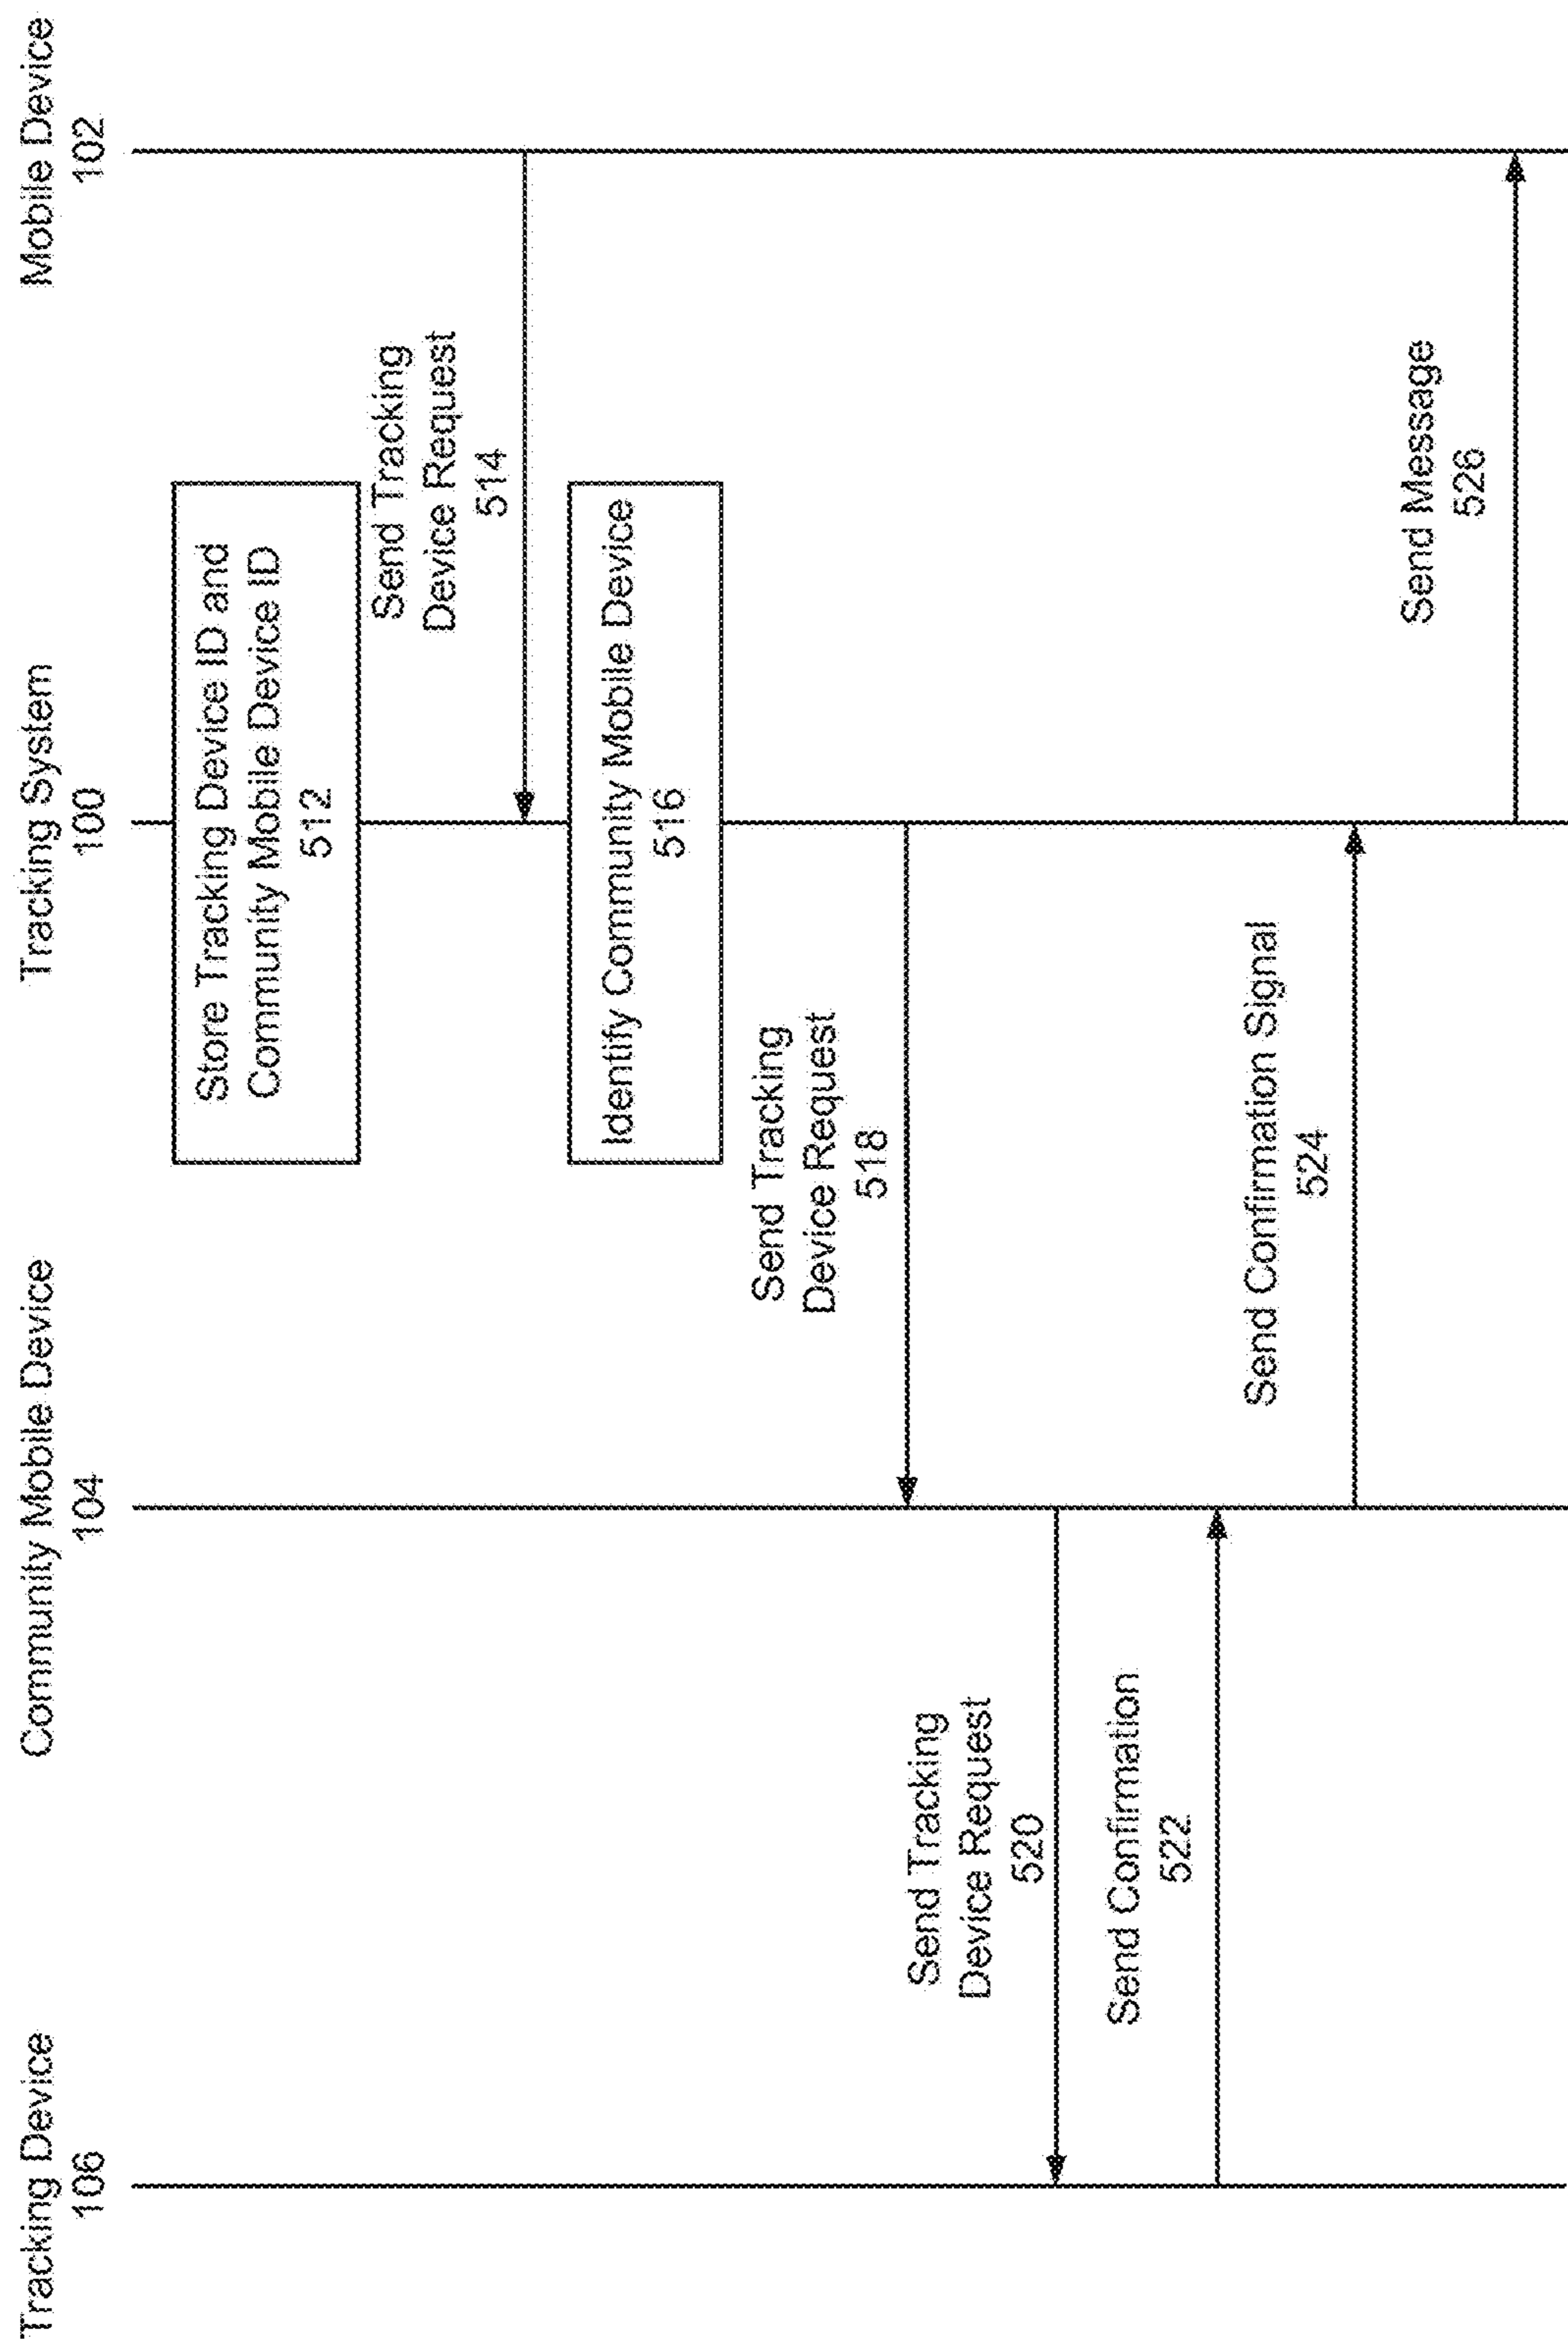 Tracking Device
106
Community Mobile Device
104
Tracking System
100
Mobile Device
102
Store Tracking Device ID and
Community Mobile Device ID
512
Send Tracking
Device Request
514
Identify Community Mobile Device
516
Send Tracking
Device Request
518
Send Tracking
Device Request
520
Send Confirmation
522
Send Confirmation Signal
524
Send Message
526